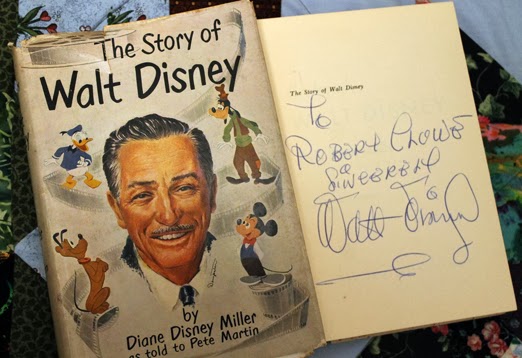 The Story of
Walt Disney
by
Diane Disney Miller
as told to Pete Martin
The Story of Walt Disney
To
Robert Plowe
Sincerely
Walt Disney